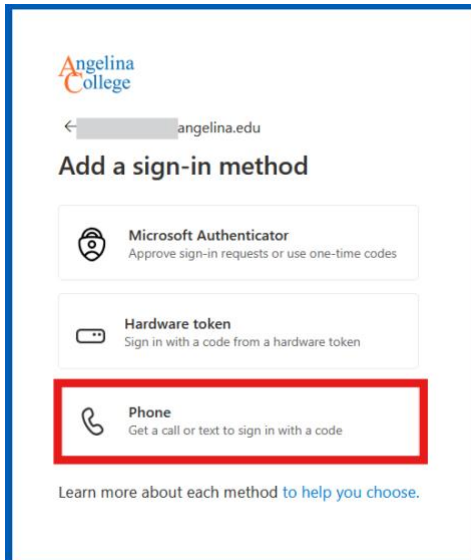 Angelina
College
angelina.edu
Add a sign-in method
Microsoft Authenticator
Approve sign-in requests or use one-time codes
Hardware token
Sign in with a code from a hardware token
Phone
Get a call or text to sign in with a code
Learn more about each method to help you choose.